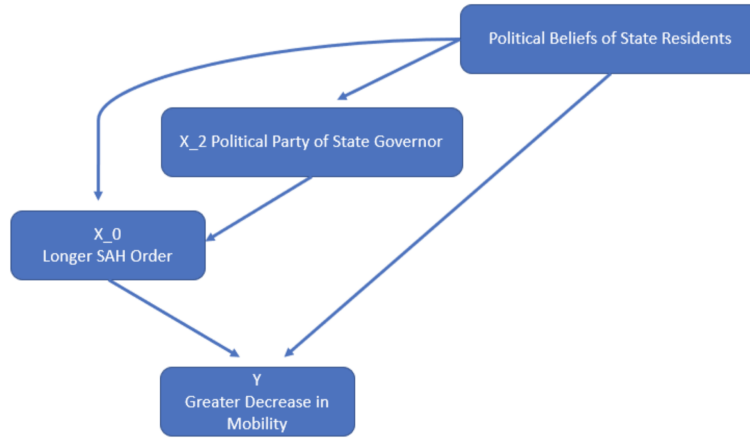 Political Beliefs of State Residents
X_2 Political Party of State Governor
X_0
Longer SAH Order
Y
Greater Decrease in
Mobility